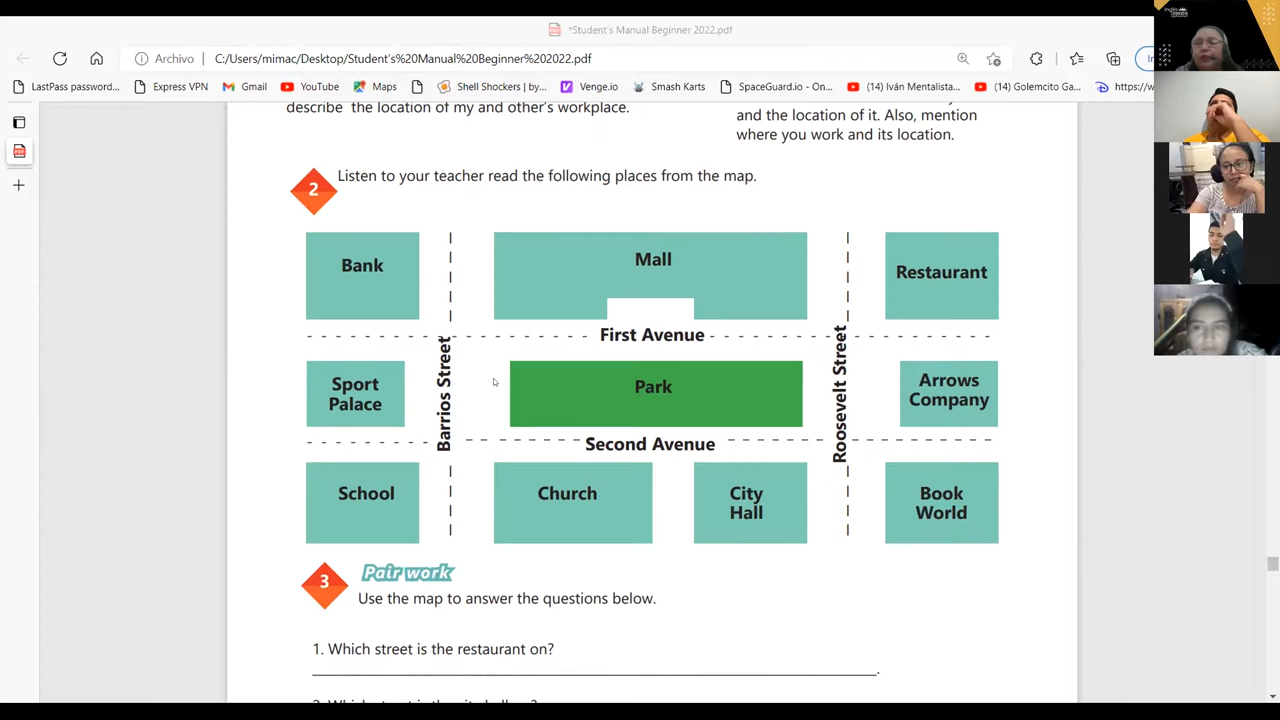 *Student's Manual Beginner 2022.pdf
Archivo
C:/Users/mimac/Desktop/Student's%20Manual%20Beginner%202022.pdf
LastPass password...
Express VPN
Gmail
YouTube
Maps
Shell Shockers | by...
Venge.io
Smash Karts
SpaceGuard.io - On...
(14) Iván Mentalista...
(14) Golemcito Ga...
https://w
describe the location of my and other's workplace.
and the location of it. Also, mention
where you work and its location.
2
Listen to your teacher read the following places from the map.
Bank
Mall
Restaurant
First Avenue
Barrios Street
Roosevelt Street
Sport
Palace
Park
Arrows
Company
Second Avenue
School
Church
City
Hall
Book
World
3
Pair work
Use the map to answer the questions below.
1. Which street is the restaurant on?